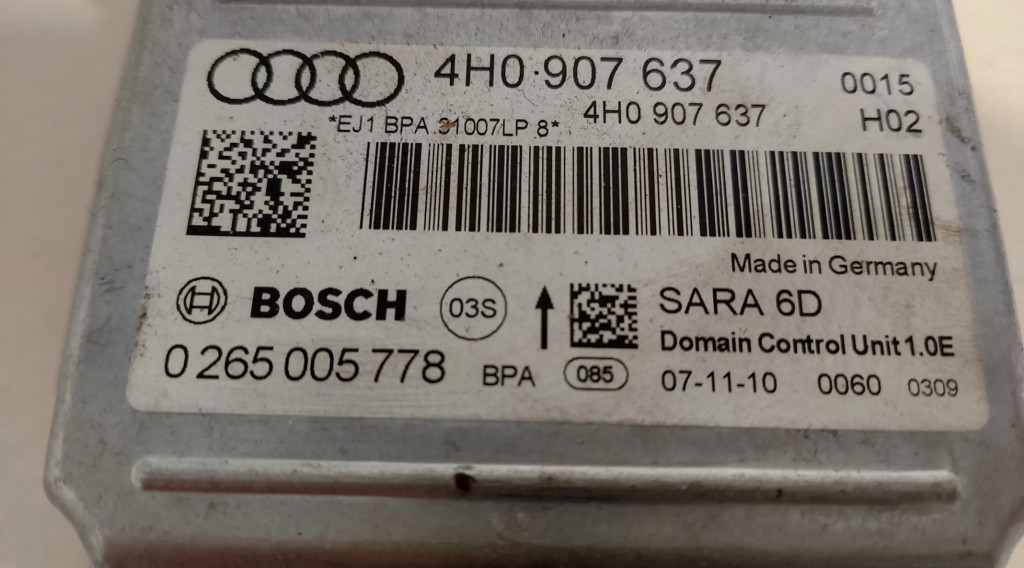 4H0 907 637 0015
4H0 907 637 H02
*EJ1 BPA 31007LP 8*
Made in Germany
BOSCH 03S SARA 6D
Domain Control Unit 1.0E
0 265 005 778 BPA 085 07-11-10 0060 0309